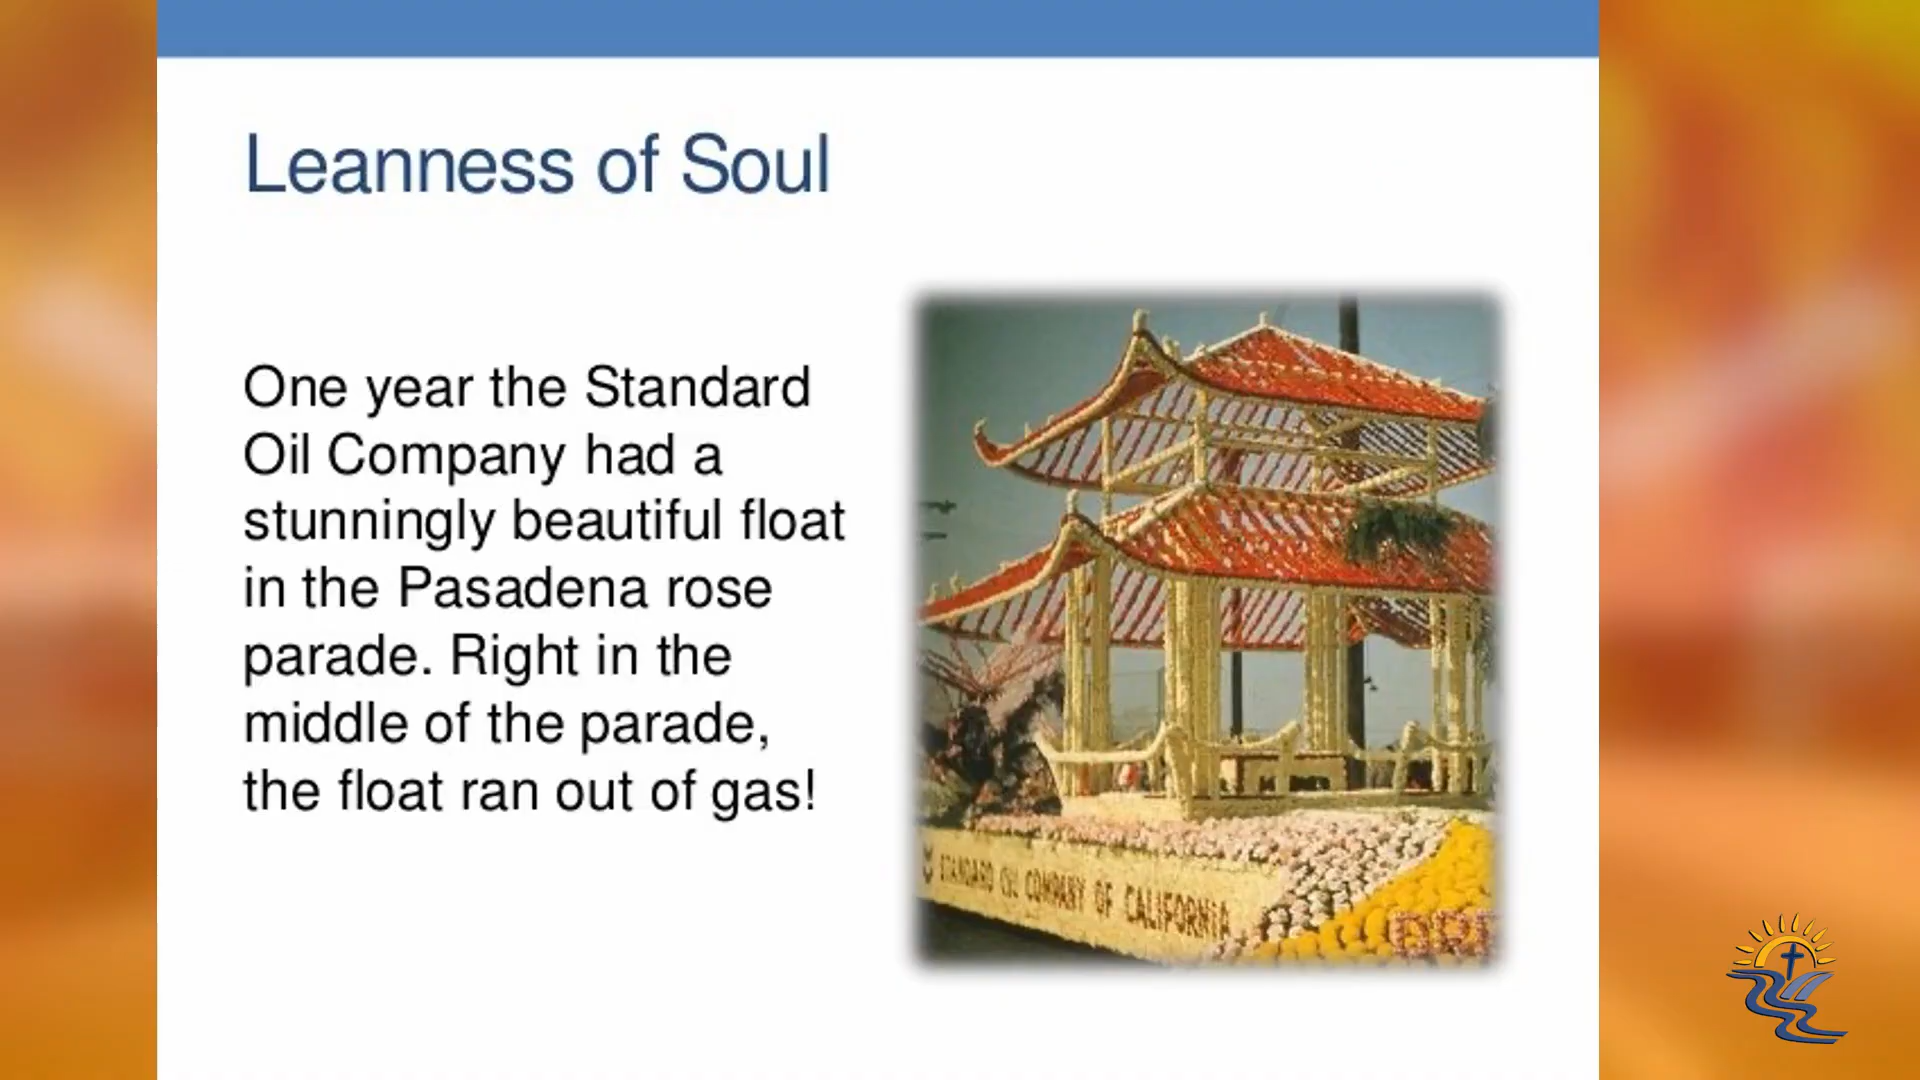 Leanness of Soul
One year the Standard
Oil Company had a
stunningly beautiful float
in the Pasadena rose
parade. Right in the
middle of the parade,
the float ran out of gas!
STANDARD OIL COMPANY OF CALIFORNIA